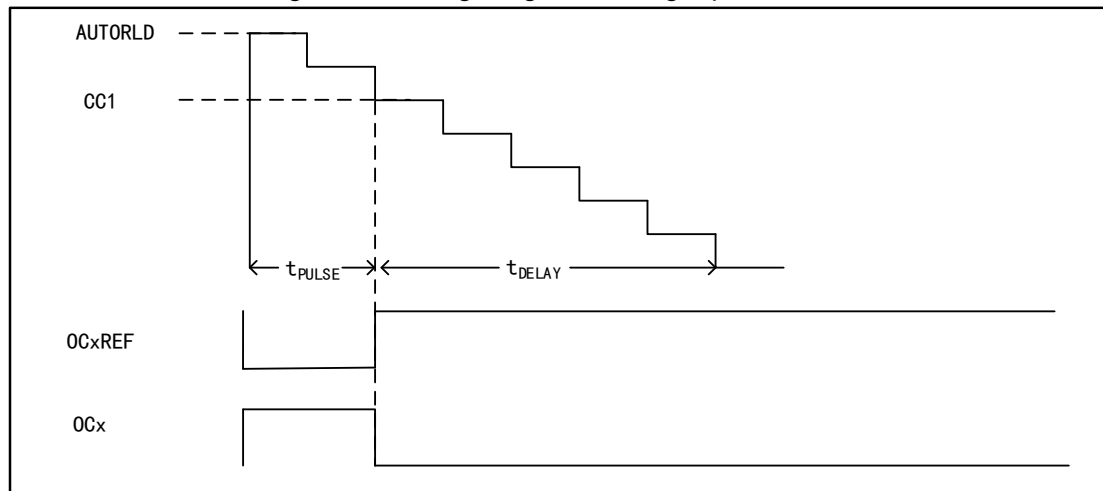 AUTORLD
CC1
tPULSE
tDELAY
OCxREF
OCx